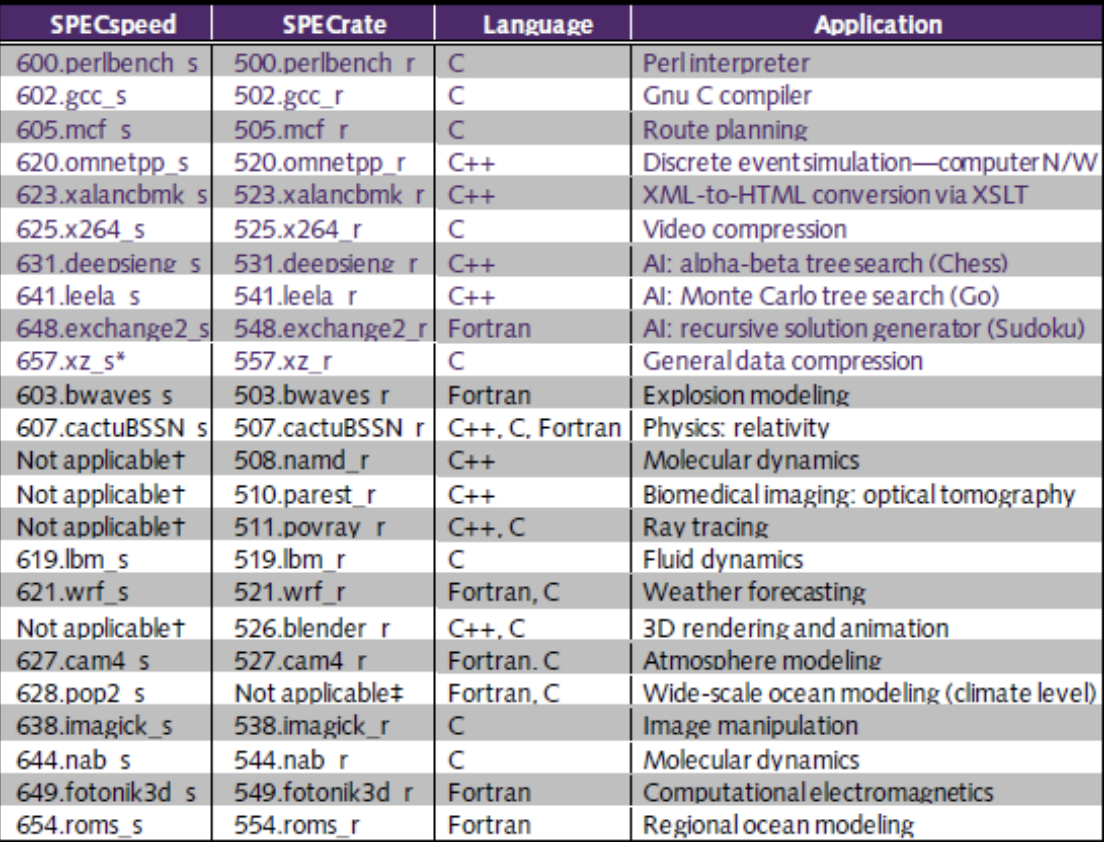 SPECspeed SPECrate Language Application
600.perlbench_s 500.perlbench_r C Perl interpreter
602.gcc_s 502.gcc_r C Gnu C compiler
605.mcf_s 505.mcf_r C Route planning
620.omnetpp_s 520.omnetpp_r C++ Discrete event simulation—computer N/W
623.xalancbmk_s 523.xalancbmk_r C++ XML-to-HTML conversion via XSLT
625.x264_s 525.x264_r C Video compression
631.deepsjeng_s 531.deepsjeng_r C++ AI: alpha-beta tree search (Chess)
641.leela_s 541.leela_r C++ AI: Monte Carlo tree search (Go)
648.exchange2_s 548.exchange2_r Fortran AI: recursive solution generator (Sudoku)
657.xz_s* 557.xz_r C General data compression
603.bwaves_s 503.bwaves_r Fortran Explosion modeling
607.cactuBSSN_s 507.cactuBSSN_r C++, C, Fortran Physics: relativity
Not applicable† 508.namd_r C++ Molecular dynamics
Not applicable† 510.parest_r C++ Biomedical imaging: optical tomography
Not applicable† 511.povray_r C++, C Ray tracing
619.lbm_s 519.lbm_r C Fluid dynamics
621.wrf_s 521.wrf_r Fortran, C Weather forecasting
Not applicable† 526.blender_r C++, C 3D rendering and animation
627.cam4_s 527.cam4_r Fortran, C Atmosphere modeling
628.pop2_s Not applicable‡ Fortran, C Wide-scale ocean modeling (climate level)
638.imagick_s 538.imagick_r C Image manipulation
644.nab_s 544.nab_r C Molecular dynamics
649.fotonik3d_s 549.fotonik3d_r Fortran Computational electromagnetics
654.roms_s 554.roms_r Fortran Regional ocean modeling